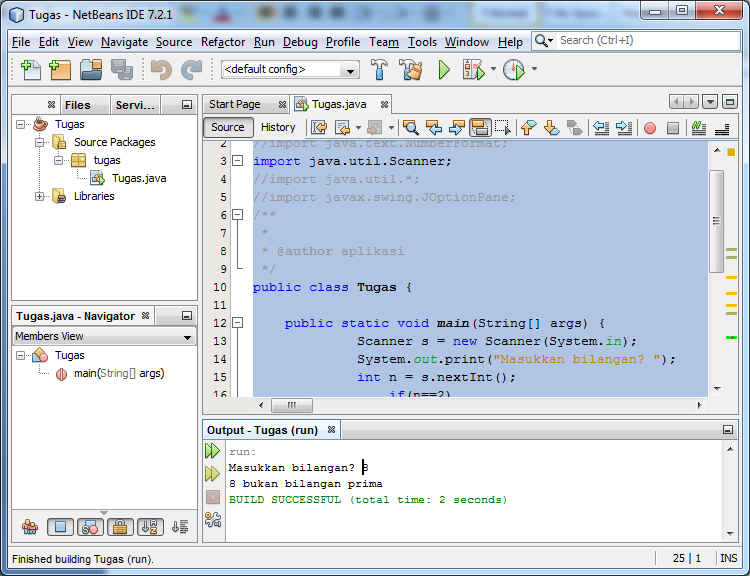 Tugas - NetBeans IDE 7.2.1
File Edit View Navigate Source Refactor Run Debug Profile Team Tools Window Help Search (Ctrl+I)
<default config>
Files Servi...
Tugas
Source Packages
tugas
Tugas.java
Libraries
Start Page Tugas.java
Source History
2 //import java.text.NumberFormat;
3 import java.util.Scanner;
4 //import java.util.*;
5 //import javax.swing.JOptionPane;
6 /**
7 *
8 * @author aplikasi
9 */
10 public class Tugas {
11
12 public static void main(String[] args) {
13 Scanner s = new Scanner(System.in);
14 System.out.print("Masukkan bilangan? ");
15 int n = s.nextInt();
16 if(n==2)
Tugas.java - Navigator
Members View
Tugas
main(String[] args)
Output - Tugas (run)
run:
Masukkan bilangan? 8
8 bukan bilangan prima
BUILD SUCCESSFUL (total time: 2 seconds)
Finished building Tugas (run).
25 | 1 INS